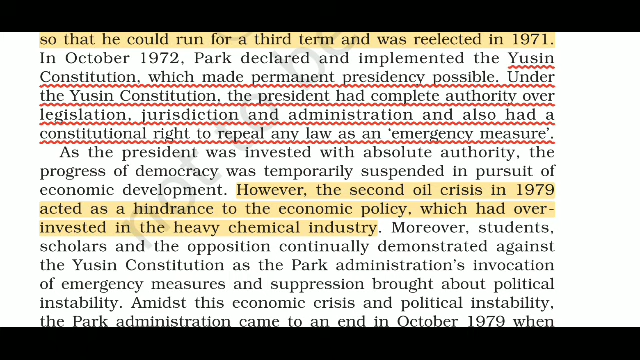 so that he could run for a third term and was reelected in 1971.
In October 1972, Park declared and implemented the Yusin
Constitution, which made permanent presidency possible. Under
the Yusin Constitution, the president had complete authority over
legislation, jurisdiction and administration and also had a
constitutional right to repeal any law as an ‘emergency measure’.
As the president was invested with absolute authority, the
progress of democracy was temporarily suspended in pursuit of
economic development. However, the second oil crisis in 1979
acted as a hindrance to the economic policy, which had over-
invested in the heavy chemical industry. Moreover, students,
scholars and the opposition continually demonstrated against
the Yusin Constitution as the Park administration’s invocation
of emergency measures and suppression brought about political
instability. Amidst this economic crisis and political instability,
the Park administration came to an end in October 1979 when
not to be